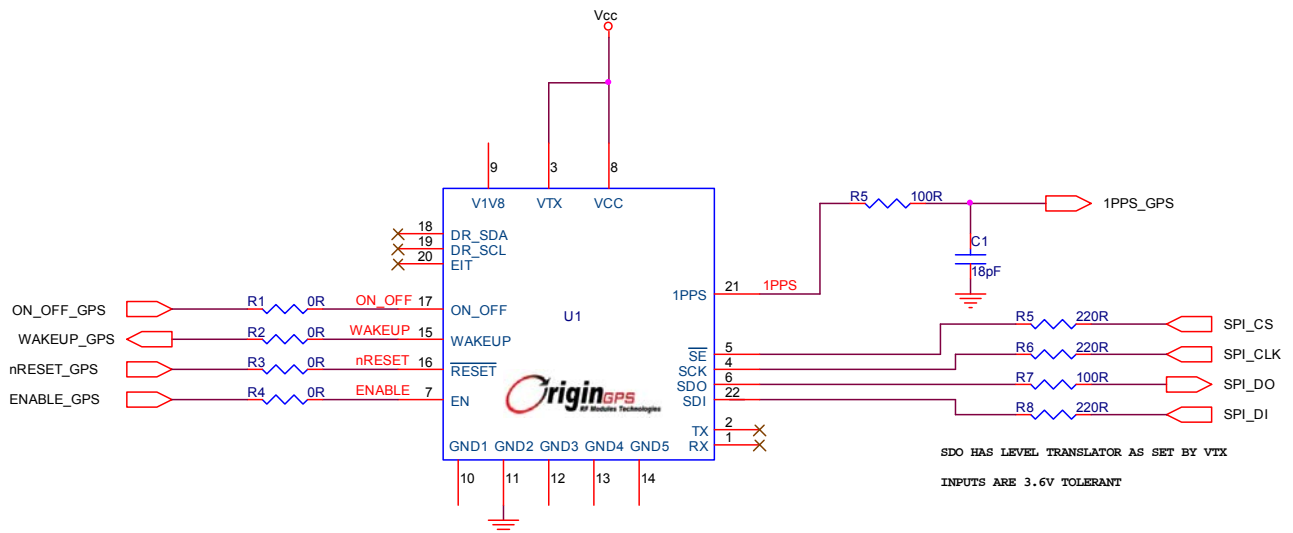 Vcc
9
3
8
V1V8
VTX
VCC
18
DR_SDA
19
DR_SCL
20
EIT
R5
100R
1PPS_GPS
C1
18pF
1PPS
21
1PPS
ON_OFF_GPS
R1
0R
ON_OFF
17
ON_OFF
WAKEUP_GPS
R2
0R
WAKEUP
15
WAKEUP
nRESET_GPS
R3
0R
nRESET
16
RESET
ENABLE_GPS
R4
0R
ENABLE
7
EN
U1
OriginGPS
RF Modules Technologies
SE
5
R5
220R
SPI_CS
SCK
4
R6
220R
SPI_CLK
SDO
6
R7
100R
SPI_DO
SDI
22
R8
220R
SPI_DI
TX
2
RX
1
GND1
GND2
GND3
GND4
GND5
10
11
12
13
14
SDO HAS LEVEL TRANSLATOR AS SET BY VTX
INPUTS ARE 3.6V TOLERANT